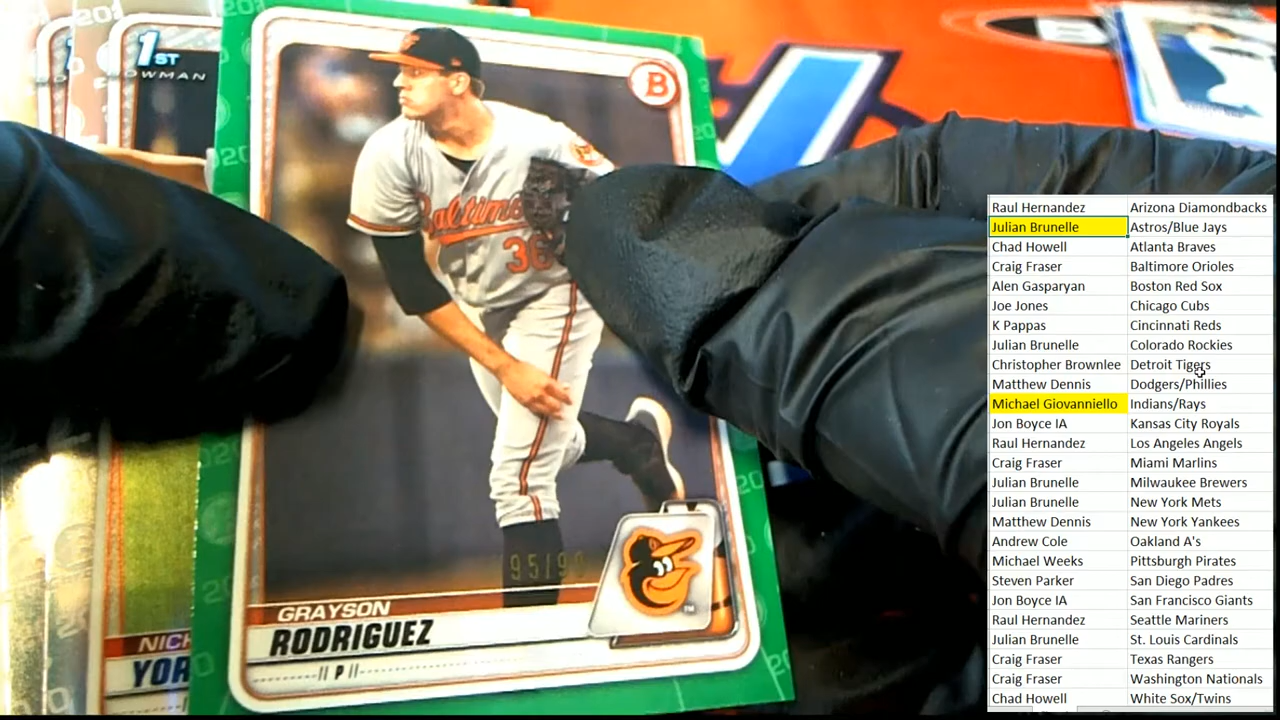 1ST
BOWMAN
B
Baltimo
36
95/99
GRAYSON
RODRIGUEZ
P
NICK
YOR
B
Raul Hernandez Arizona Diamondbacks
Julian Brunelle Astros/Blue Jays
Chad Howell Atlanta Braves
Craig Fraser Baltimore Orioles
Alen Gasparyan Boston Red Sox
Joe Jones Chicago Cubs
K Pappas Cincinnati Reds
Julian Brunelle Colorado Rockies
Christopher Brownlee Detroit Tigers
Matthew Dennis Dodgers/Phillies
Michael Giovanniello Indians/Rays
Jon Boyce IA Kansas City Royals
Raul Hernandez Los Angeles Angels
Craig Fraser Miami Marlins
Julian Brunelle Milwaukee Brewers
Julian Brunelle New York Mets
Matthew Dennis New York Yankees
Andrew Cole Oakland A's
Michael Weeks Pittsburgh Pirates
Steven Parker San Diego Padres
Jon Boyce IA San Francisco Giants
Raul Hernandez Seattle Mariners
Julian Brunelle St. Louis Cardinals
Craig Fraser Texas Rangers
Craig Fraser Washington Nationals
Chad Howell White Sox/Twins